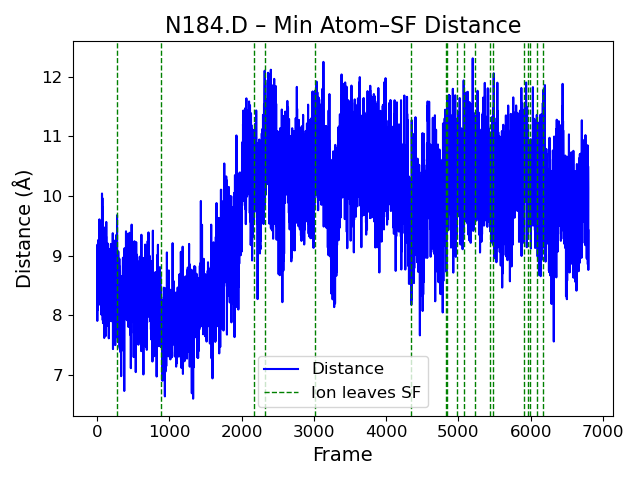 N184.D – Min Atom–SF Distance
Distance (Å)
12
11
10
9
8
7
Distance
Ion leaves SF
0 1000 2000 3000 4000 5000 6000 7000
Frame